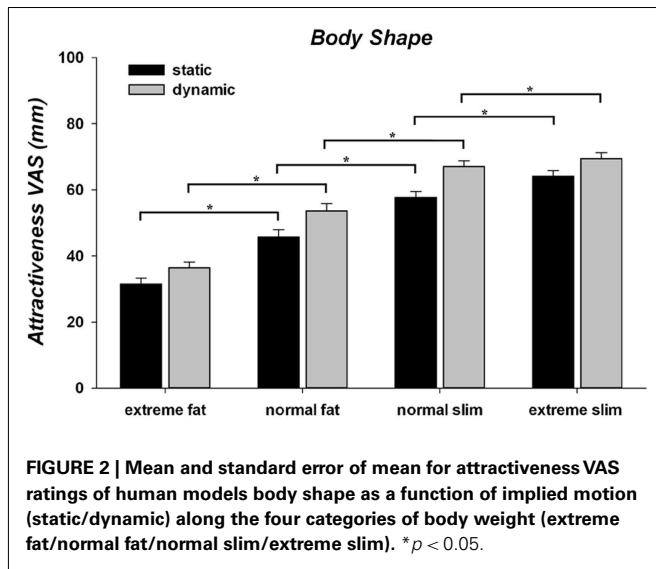 Body Shape
static
dynamic
Attractiveness VAS (mm)
100
80
60
40
20
0
* * * * * *
extreme fat normal fat normal slim extreme slim
FIGURE 2 | Mean and standard error of mean for attractiveness VAS
ratings of human models body shape as a function of implied motion
(static/dynamic) along the four categories of body weight (extreme
fat/normal fat/normal slim/extreme slim). *p < 0.05.